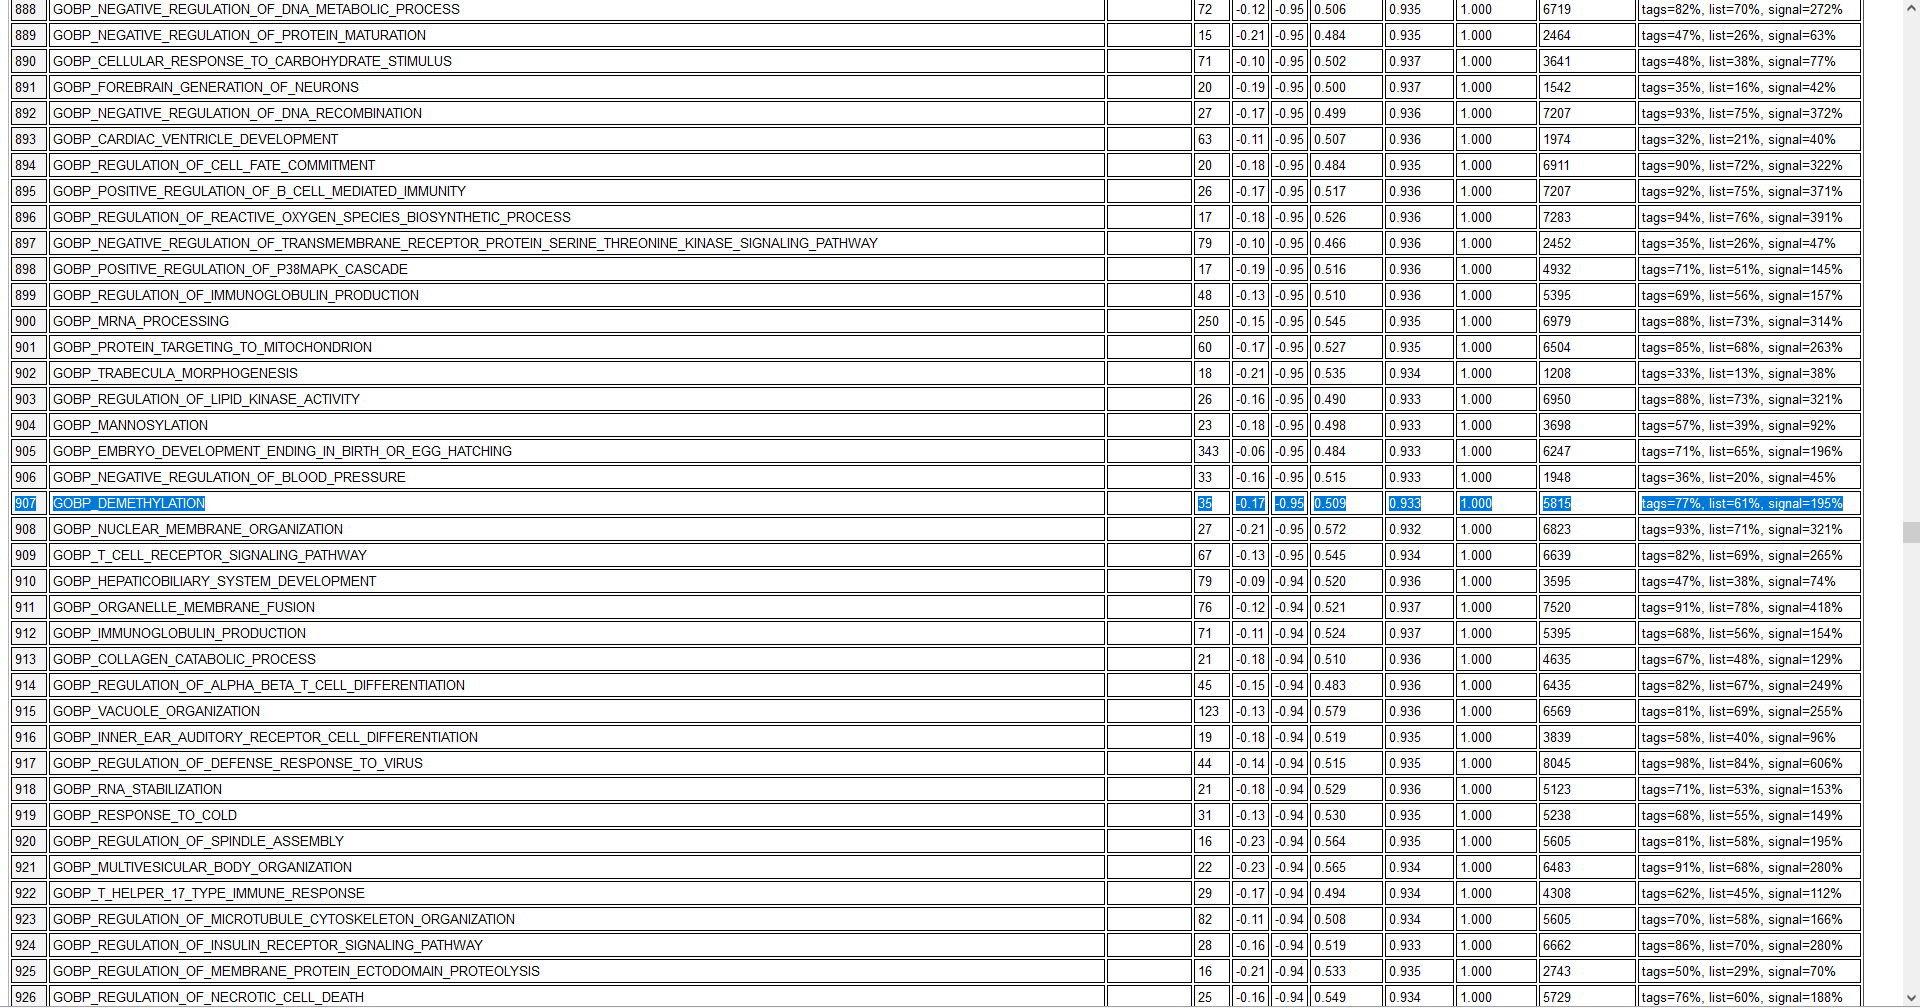 888 GOBP_NEGATIVE_REGULATION_OF_DNA_METABOLIC_PROCESS 72 -0.12 -0.95 0.506 0.935 1.000 6719 tags=82%, list=70%, signal=272%
889 GOBP_NEGATIVE_REGULATION_OF_PROTEIN_MATURATION 15 -0.21 -0.95 0.484 0.935 1.000 2464 tags=47%, list=26%, signal=63%
890 GOBP_CELLULAR_RESPONSE_TO_CARBOHYDRATE_STIMULUS 71 -0.10 -0.95 0.502 0.937 1.000 3641 tags=48%, list=38%, signal=77%
891 GOBP_FOREBRAIN_GENERATION_OF_NEURONS 20 -0.19 -0.95 0.500 0.937 1.000 1542 tags=35%, list=16%, signal=42%
892 GOBP_NEGATIVE_REGULATION_OF_DNA_RECOMBINATION 27 -0.17 -0.95 0.499 0.936 1.000 7207 tags=93%, list=75%, signal=372%
893 GOBP_CARDIAC_VENTRICLE_DEVELOPMENT 63 -0.11 -0.95 0.507 0.936 1.000 1974 tags=32%, list=21%, signal=40%
894 GOBP_REGULATION_OF_CELL_FATE_COMMITMENT 20 -0.18 -0.95 0.484 0.935 1.000 6911 tags=90%, list=72%, signal=322%
895 GOBP_POSITIVE_REGULATION_OF_B_CELL_MEDIATED_IMMUNITY 26 -0.17 -0.95 0.517 0.936 1.000 7207 tags=92%, list=75%, signal=371%
896 GOBP_REGULATION_OF_REACTIVE_OXYGEN_SPECIES_BIOSYNTHETIC_PROCESS 17 -0.18 -0.95 0.526 0.936 1.000 7283 tags=94%, list=76%, signal=391%
897 GOBP_NEGATIVE_REGULATION_OF_TRANSMEMBRANE_RECEPTOR_PROTEIN_SERINE_THREONINE_KINASE_SIGNALING_PATHWAY 79 -0.10 -0.95 0.466 0.936 1.000 2452 tags=35%, list=26%, signal=47%
898 GOBP_POSITIVE_REGULATION_OF_P38MAPK_CASCADE 17 -0.19 -0.95 0.516 0.936 1.000 4932 tags=71%, list=51%, signal=145%
899 GOBP_REGULATION_OF_IMMUNOGLOBULIN_PRODUCTION 48 -0.13 -0.95 0.510 0.936 1.000 5395 tags=69%, list=56%, signal=157%
900 GOBP_MRNA_PROCESSING 250 -0.15 -0.95 0.545 0.935 1.000 6979 tags=88%, list=73%, signal=314%
901 GOBP_PROTEIN_TARGETING_TO_MITOCHONDRION 60 -0.17 -0.95 0.527 0.935 1.000 6504 tags=85%, list=68%, signal=263%
902 GOBP_TRABECULA_MORPHOGENESIS 18 -0.21 -0.95 0.535 0.934 1.000 1208 tags=33%, list=13%, signal=38%
903 GOBP_REGULATION_OF_LIPID_KINASE_ACTIVITY 26 -0.16 -0.95 0.490 0.933 1.000 6950 tags=88%, list=73%, signal=321%
904 GOBP_MANNOSYLATION 23 -0.18 -0.95 0.498 0.933 1.000 3698 tags=57%, list=39%, signal=92%
905 GOBP_EMBRYO_DEVELOPMENT_ENDING_IN_BIRTH_OR_EGG_HATCHING 343 -0.06 -0.95 0.484 0.933 1.000 6247 tags=71%, list=65%, signal=196%
906 GOBP_NEGATIVE_REGULATION_OF_BLOOD_PRESSURE 33 -0.16 -0.95 0.515 0.933 1.000 1948 tags=36%, list=20%, signal=45%
907 GOBP_DEMETHYLATION 35 -0.17 -0.95 0.509 0.933 1.000 5815 tags=77%, list=61%, signal=195%
908 GOBP_NUCLEAR_MEMBRANE_ORGANIZATION 27 -0.21 -0.95 0.572 0.932 1.000 6823 tags=93%, list=71%, signal=321%
909 GOBP_T_CELL_RECEPTOR_SIGNALING_PATHWAY 67 -0.13 -0.95 0.545 0.934 1.000 6639 tags=82%, list=69%, signal=265%
910 GOBP_HEPATICOBILIARY_SYSTEM_DEVELOPMENT 79 -0.09 -0.94 0.520 0.936 1.000 3595 tags=47%, list=38%, signal=74%
911 GOBP_ORGANELLE_MEMBRANE_FUSION 76 -0.12 -0.94 0.521 0.937 1.000 7520 tags=91%, list=78%, signal=418%
912 GOBP_IMMUNOGLOBULIN_PRODUCTION 71 -0.11 -0.94 0.524 0.937 1.000 5395 tags=68%, list=56%, signal=154%
913 GOBP_COLLAGEN_CATABOLIC_PROCESS 21 -0.18 -0.94 0.510 0.936 1.000 4635 tags=67%, list=48%, signal=129%
914 GOBP_REGULATION_OF_ALPHA_BETA_T_CELL_DIFFERENTIATION 45 -0.15 -0.94 0.483 0.936 1.000 6435 tags=82%, list=67%, signal=249%
915 GOBP_VACUOLE_ORGANIZATION 123 -0.13 -0.94 0.579 0.936 1.000 6569 tags=81%, list=69%, signal=255%
916 GOBP_INNER_EAR_AUDITORY_RECEPTOR_CELL_DIFFERENTIATION 19 -0.18 -0.94 0.519 0.935 1.000 3839 tags=58%, list=40%, signal=96%
917 GOBP_REGULATION_OF_DEFENSE_RESPONSE_TO_VIRUS 44 -0.14 -0.94 0.515 0.935 1.000 8045 tags=98%, list=84%, signal=606%
918 GOBP_RNA_STABILIZATION 21 -0.18 -0.94 0.529 0.936 1.000 5123 tags=71%, list=53%, signal=153%
919 GOBP_RESPONSE_TO_COLD 31 -0.13 -0.94 0.530 0.935 1.000 5238 tags=68%, list=55%, signal=149%
920 GOBP_REGULATION_OF_SPINDLE_ASSEMBLY 16 -0.23 -0.94 0.564 0.935 1.000 5605 tags=81%, list=58%, signal=195%
921 GOBP_MULTIVESICULAR_BODY_ORGANIZATION 22 -0.23 -0.94 0.565 0.934 1.000 6483 tags=91%, list=68%, signal=280%
922 GOBP_T_HELPER_17_TYPE_IMMUNE_RESPONSE 29 -0.17 -0.94 0.494 0.934 1.000 4308 tags=62%, list=45%, signal=112%
923 GOBP_REGULATION_OF_MICROTUBULE_CYTOSKELETON_ORGANIZATION 82 -0.11 -0.94 0.508 0.934 1.000 5605 tags=70%, list=58%, signal=166%
924 GOBP_REGULATION_OF_INSULIN_RECEPTOR_SIGNALING_PATHWAY 28 -0.16 -0.94 0.519 0.933 1.000 6662 tags=86%, list=70%, signal=280%
925 GOBP_REGULATION_OF_MEMBRANE_PROTEIN_ECTODOMAIN_PROTEOLYSIS 16 -0.21 -0.94 0.533 0.935 1.000 2743 tags=50%, list=29%, signal=70%
926 GOBP_REGULATION_OF_NECROTIC_CELL_DEATH 25 -0.16 -0.94 0.549 0.934 1.000 5729 tags=76%, list=60%, signal=188%